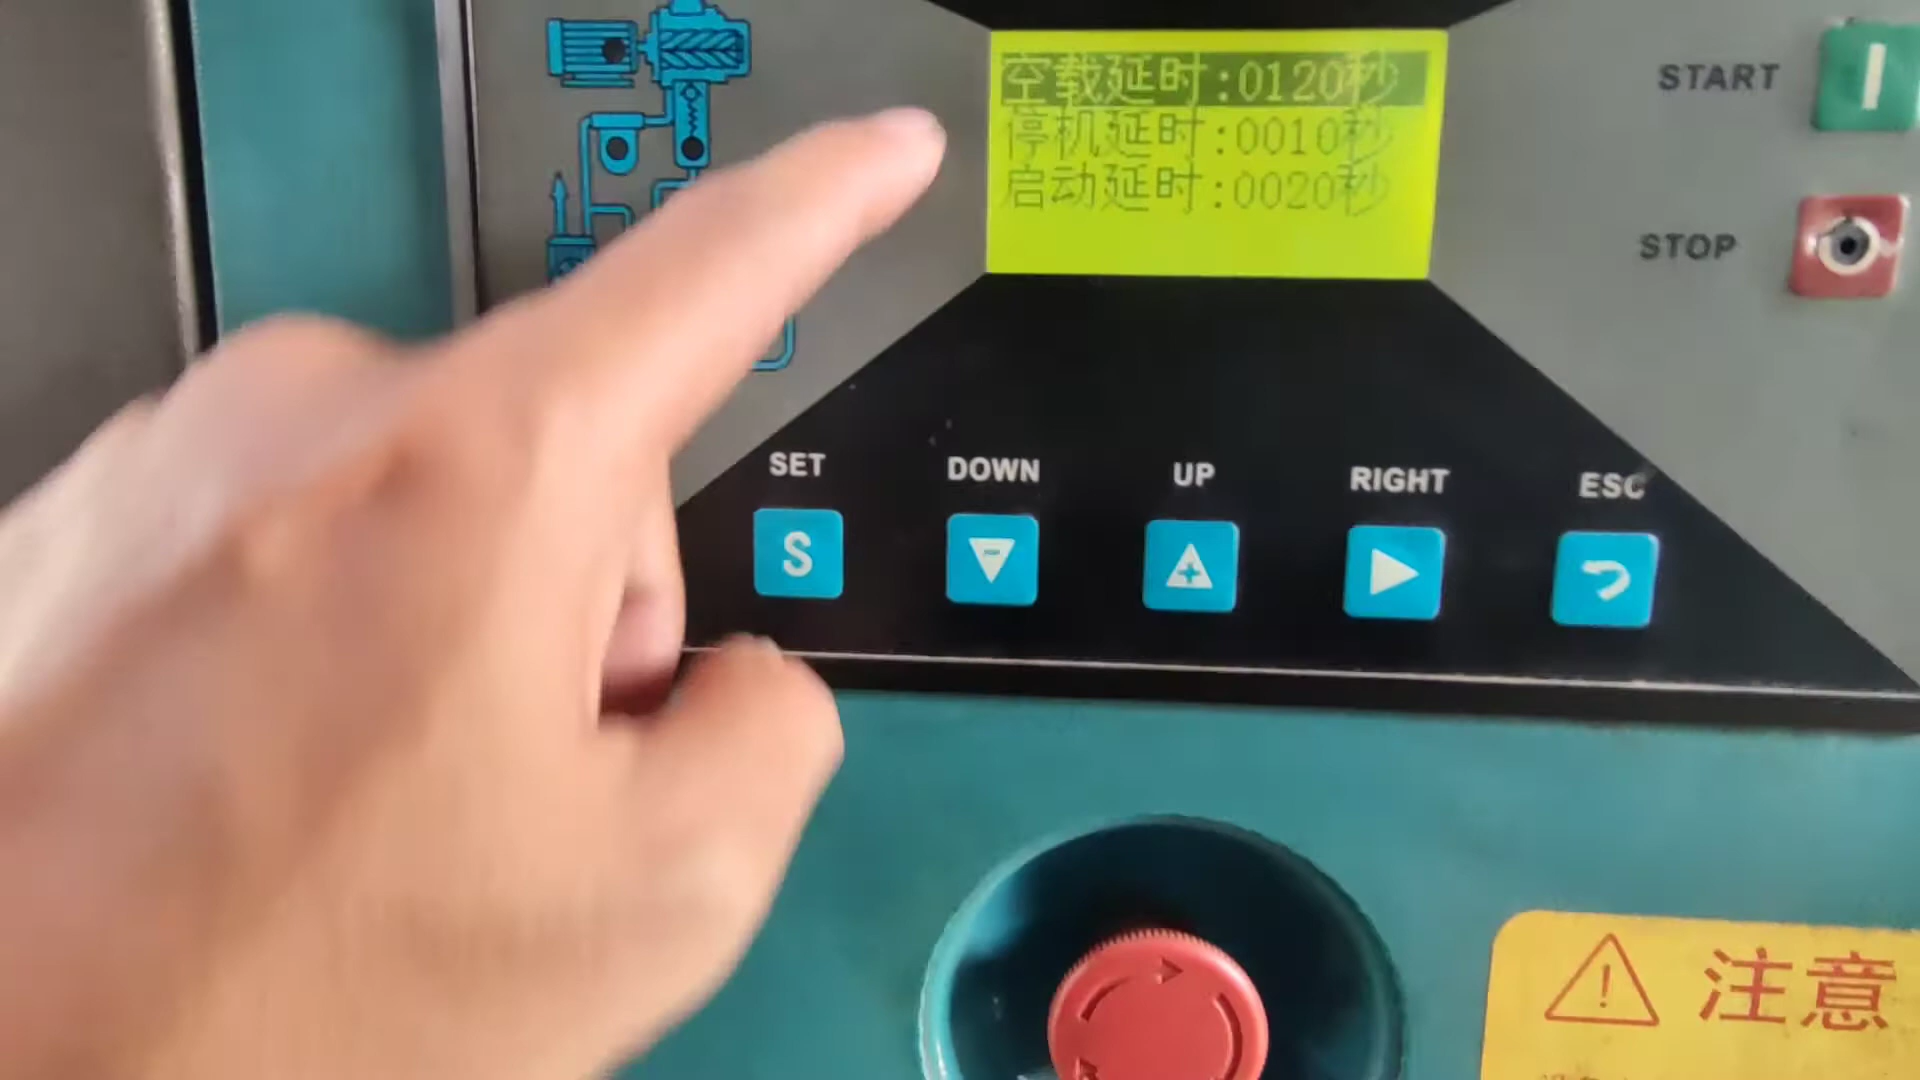 空载延时:0120秒
停机延时:0010秒
启动延时:0020秒
START
STOP
SET
DOWN
UP
RIGHT
ESC
S
注意